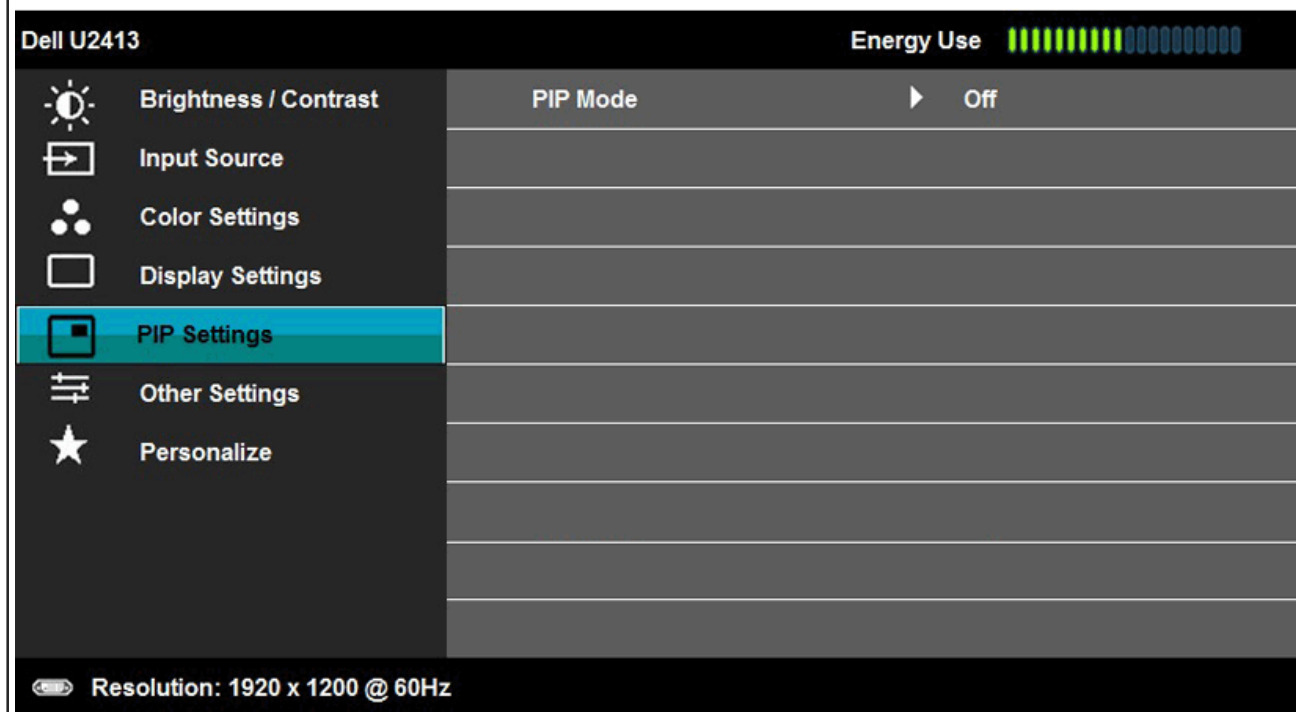 Dell U2413 Energy Use
Brightness / Contrast PIP Mode Off
Input Source
Color Settings
Display Settings
PIP Settings
Other Settings
Personalize
Resolution: 1920 x 1200 @ 60Hz